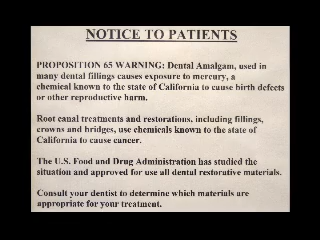 NOTICE TO PATIENTS
PROPOSITION 65 WARNING: Dental Amalgam, used in
many dental fillings causes exposure to mercury, a
chemical known to the state of California to cause birth defects
or other reproductive harm.
Root canal treatments and restorations, including fillings,
crowns and bridges, use chemicals known to the state of
California to cause cancer.
The U.S. Food and Drug Administration has studied the
situation and approved for use all dental restorative materials.
Consult your dentist to determine which materials are
appropriate for your treatment.